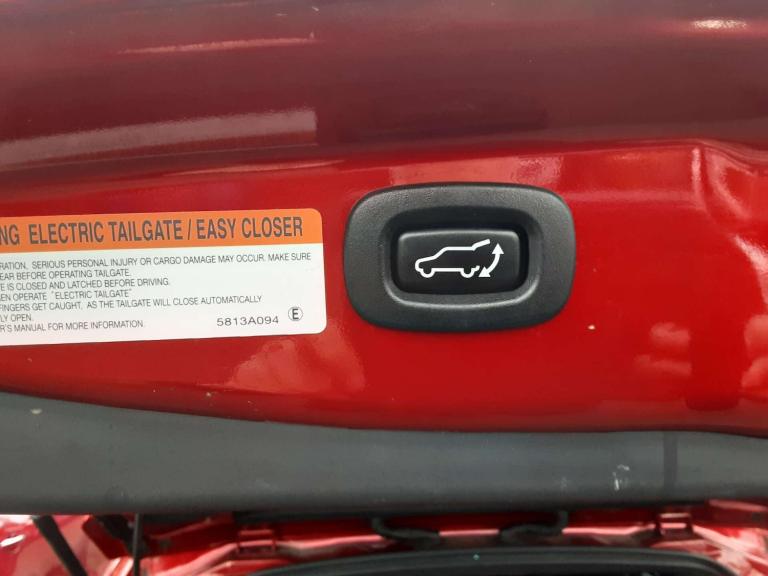 NG ELECTRIC TAILGATE / EASY CLOSER
RATION, SERIOUS PERSONAL INJURY OR CARGO DAMAGE MAY OCCUR. MAKE SURE
EAR BEFORE OPERATING TAILGATE.
TE IS CLOSED AND LATCHED BEFORE DRIVING.
EN OPERATE "ELECTRIC TAILGATE"
FINGERS GET CAUGHT, AS THE TAILGATE WILL CLOSE AUTOMATICALLY
LY OPEN.
ER'S MANUAL FOR MORE INFORMATION. 5813A094 E